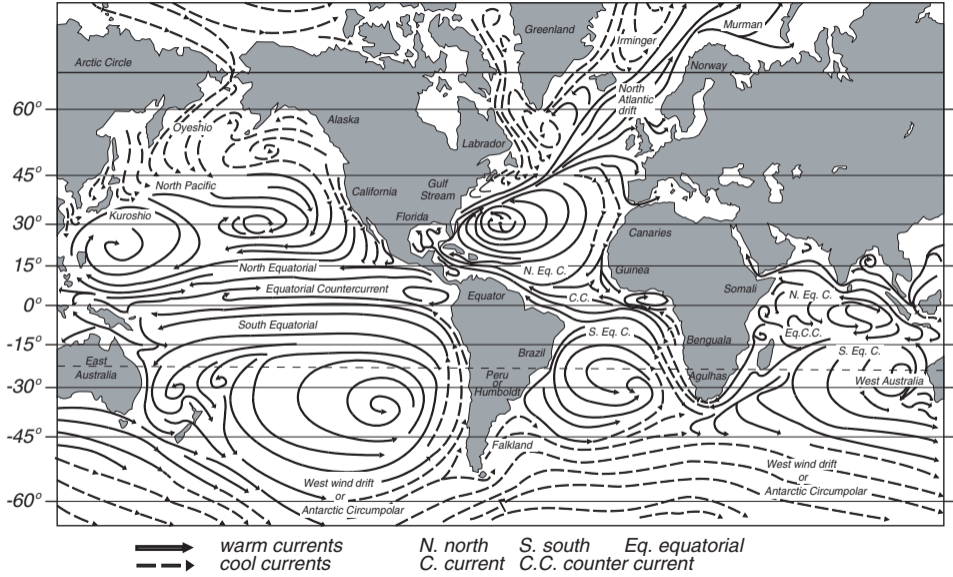 Greenland
Irminger
Murman
Arctic Circle
Norway
North
Atlantic
drift
60°
Oyeshio
Alaska
Labrador
45°
North Pacific
California
Gulf
Stream
Kuroshio
Florida
30°
Canaries
15°
North Equatorial
N. Eq. C.
Guinea
Somali
Equatorial Countercurrent
Equator
C.C.
N. Eq. C.
0°
South Equatorial
S. Eq. C.
Eq.C.C.
-15°
Brazil
Benguala
S. Eq. C.
East
Australia
Peru
or
Humboldt
Agulhas
West Australia
-30°
-45°
Falkland
West wind drift
or
Antarctic Circumpolar
West wind drift
or
Antarctic Circumpolar
-60°
warm currents N. north S. south Eq. equatorial
cool currents C. current C.C. counter current